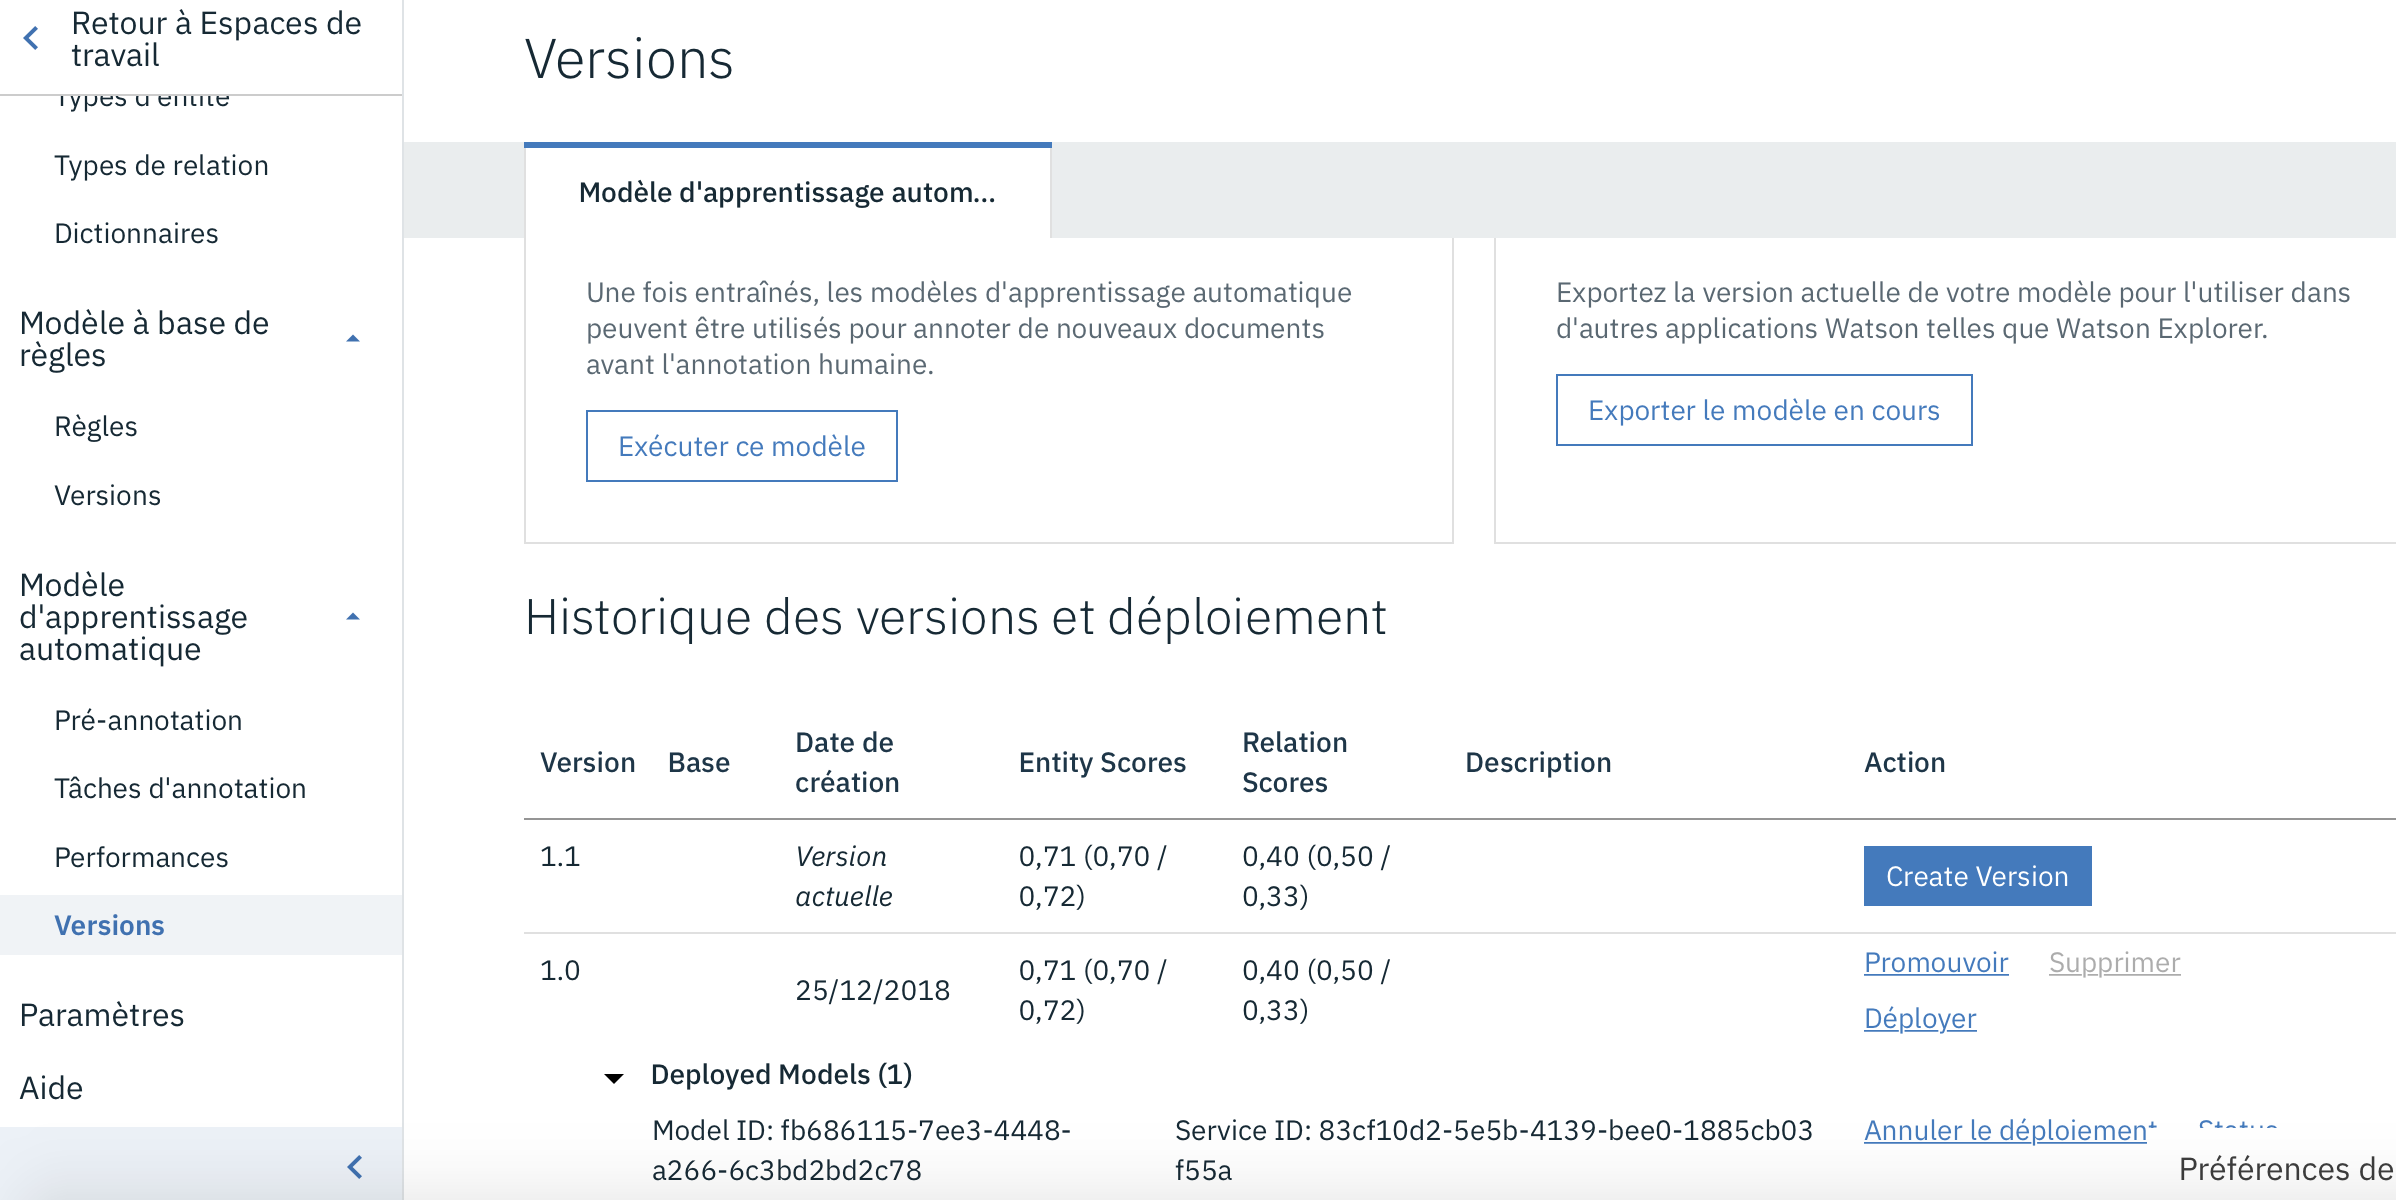 Retour à Espaces de
travail
Types d'entité
Types de relation
Dictionnaires
Modèle à base de
règles
Règles
Versions
Modèle
d'apprentissage
automatique
Pré-annotation
Tâches d'annotation
Performances
Versions
Paramètres
Aide
Versions
Modèle d'apprentissage autom...
Une fois entraînés, les modèles d'apprentissage automatique
peuvent être utilisés pour annoter de nouveaux documents
avant l'annotation humaine.
Exécuter ce modèle
Exportez la version actuelle de votre modèle pour l'utiliser dans
d'autres applications Watson telles que Watson Explorer.
Exporter le modèle en cours
Historique des versions et déploiement
Version Base Date de création Entity Scores Relation Scores Description Action
1.1 Version actuelle 0,71 (0,70 / 0,72) 0,40 (0,50 / 0,33) Create Version
1.0 25/12/2018 0,71 (0,70 / 0,72) 0,40 (0,50 / 0,33) Promouvoir Supprimer
Déployer
Deployed Models (1)
Model ID: fb686115-7ee3-4448-
a266-6c3bd2bd2c78
Service ID: 83cf10d2-5e5b-4139-bee0-1885cb03
f55a
Annuler le déploiement Status
Préférences de